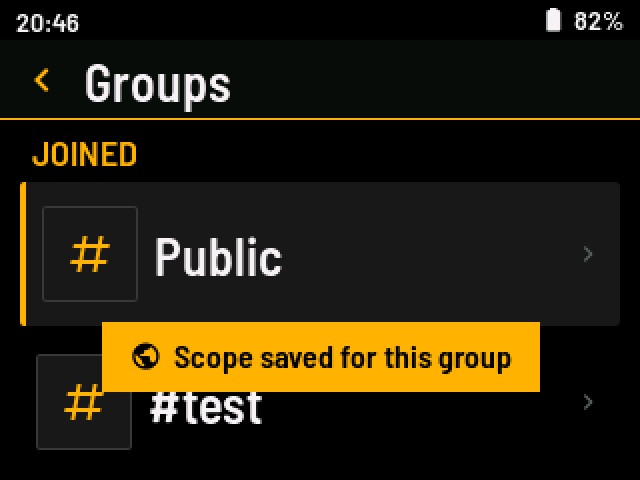 20:46 82%
Groups
JOINED
# Public
Scope saved for this group
# #test